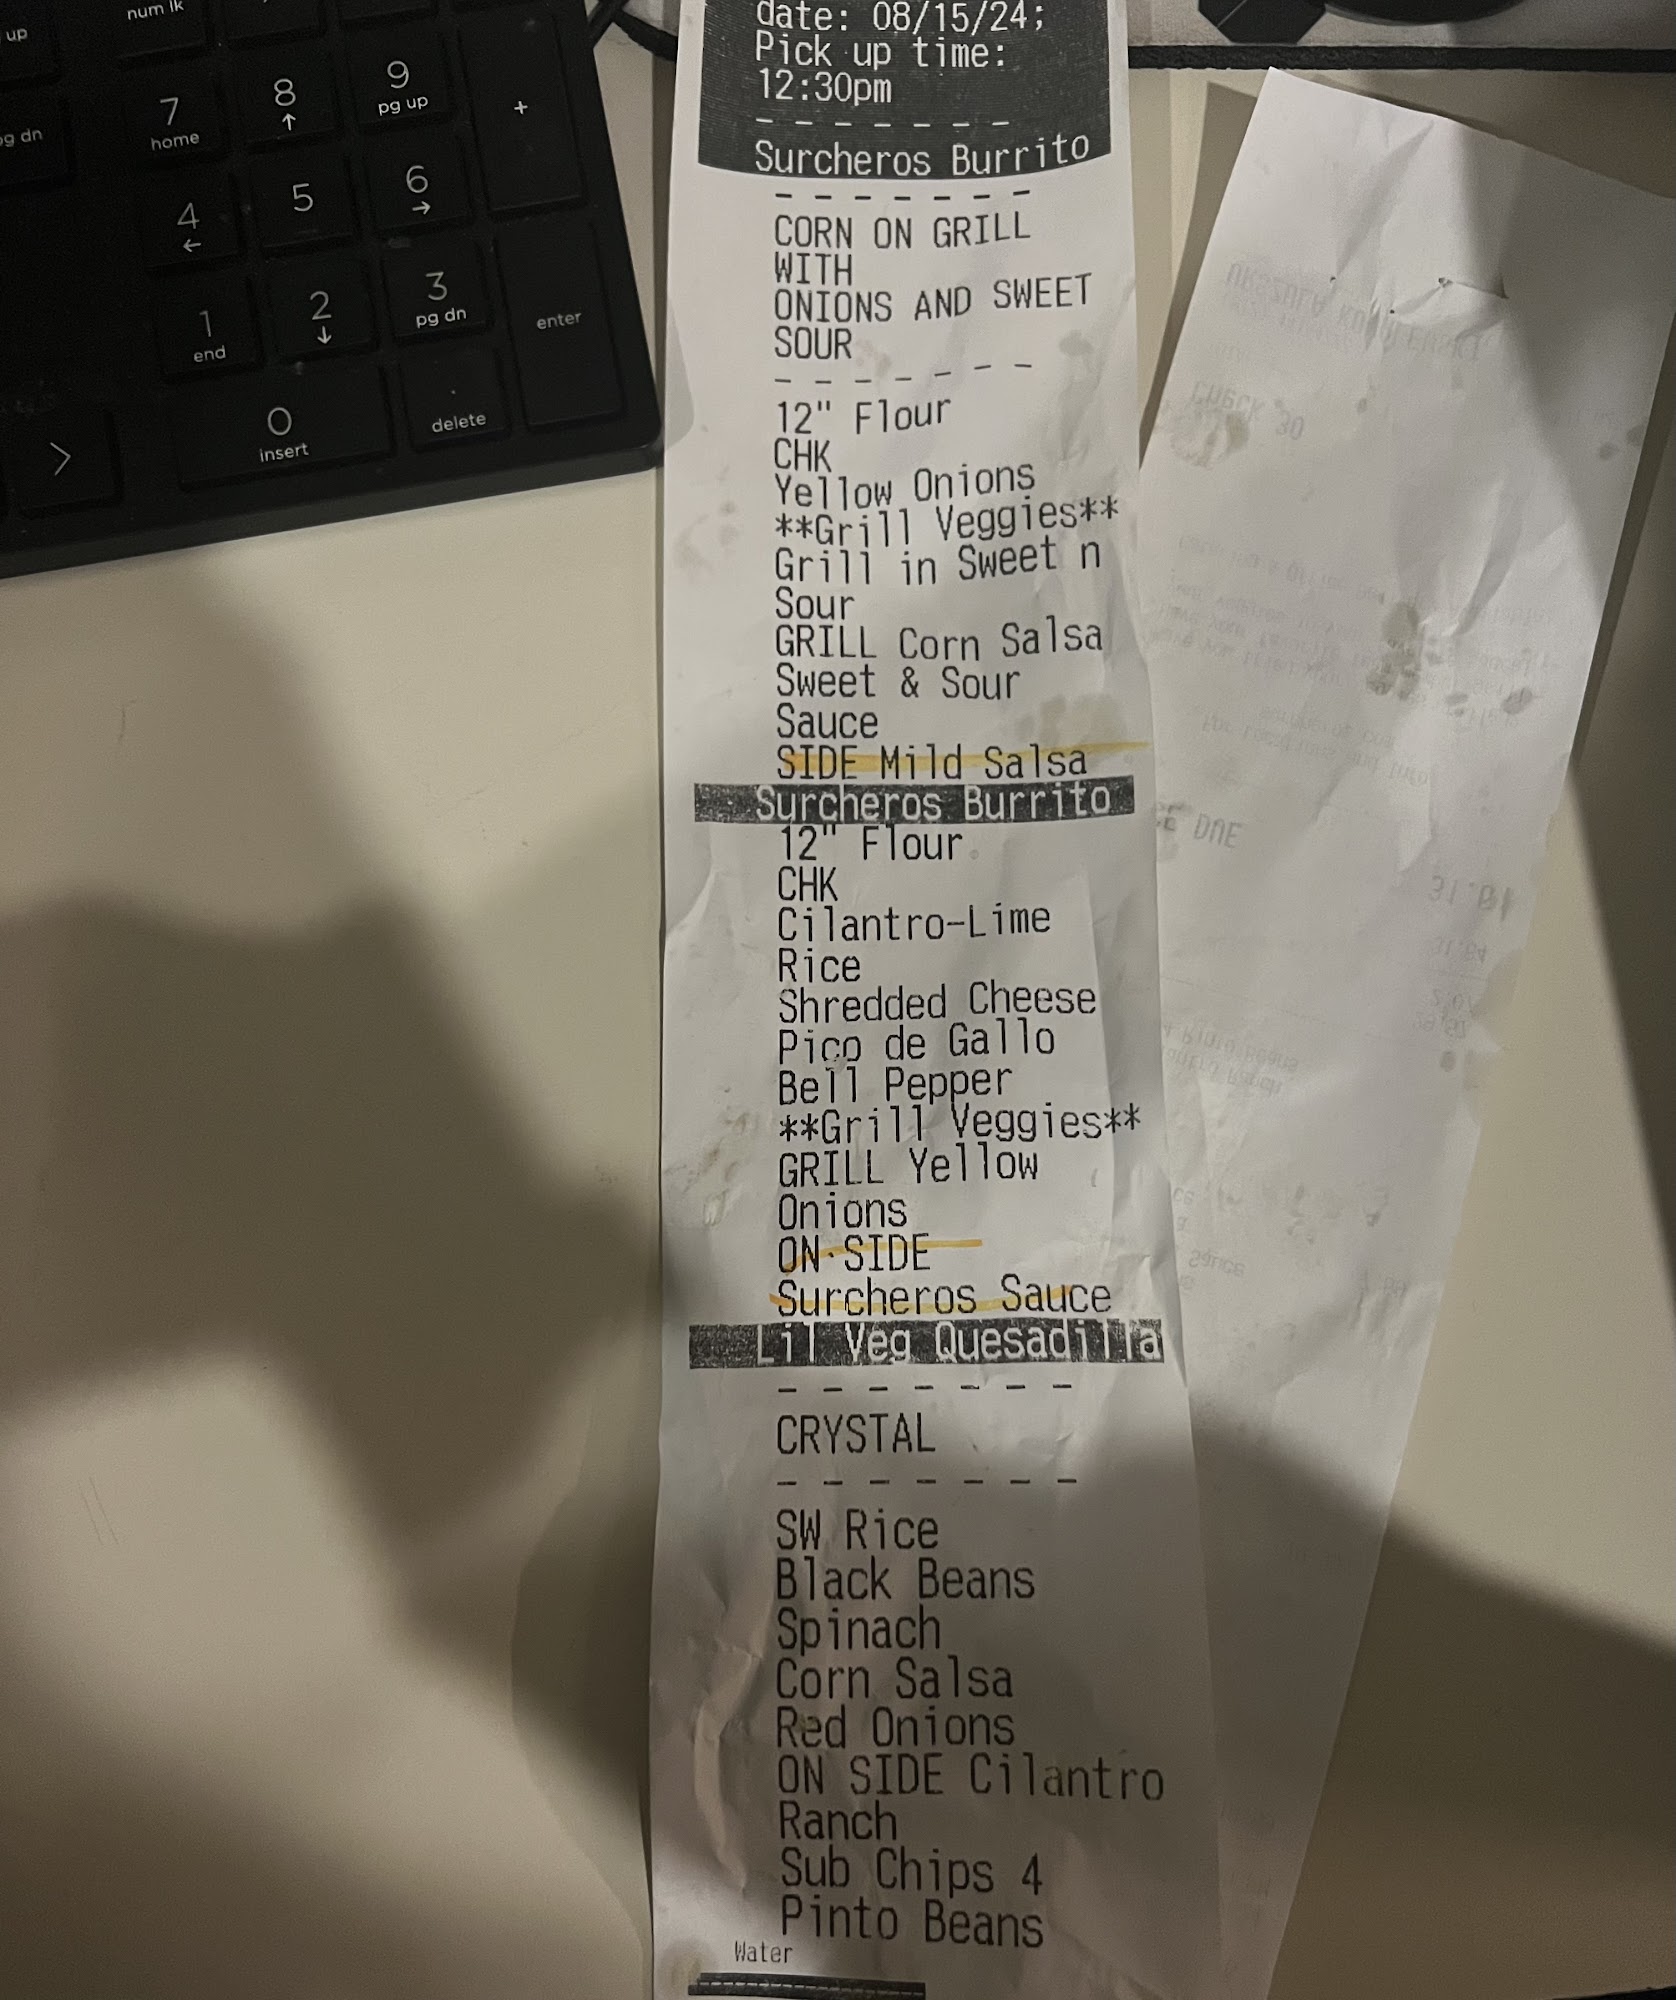 up
num lk
pg dn
7
home
8
9
pg up
+
4
5
6
1
end
2
3
pg dn
enter
0
insert
.
delete
date: 08/15/24;
Pick up time:
12:30pm
- - - - - - -
Surcheros Burrito
- - - - - - -
CORN ON GRILL
WITH
ONIONS AND SWEET
SOUR
- - - - - - -
12" Flour
CHK
Yellow Onions
**Grill Veggies**
Grill in Sweet n
Sour
GRILL Corn Salsa
Sweet & Sour
Sauce
SIDE Mild Salsa
Surcheros Burrito
12" Flour
CHK
Cilantro-Lime
Rice
Shredded Cheese
Pico de Gallo
Bell Pepper
**Grill Veggies**
GRILL Yellow
Onions
ON SIDE
Surcheros Sauce
Lil Veg Quesadilla
- - - - - - -
CRYSTAL
- - - - - - -
SW Rice
Black Beans
Spinach
Corn Salsa
Red Onions
ON SIDE Cilantro
Ranch
Sub Chips 4
Pinto Beans
Water